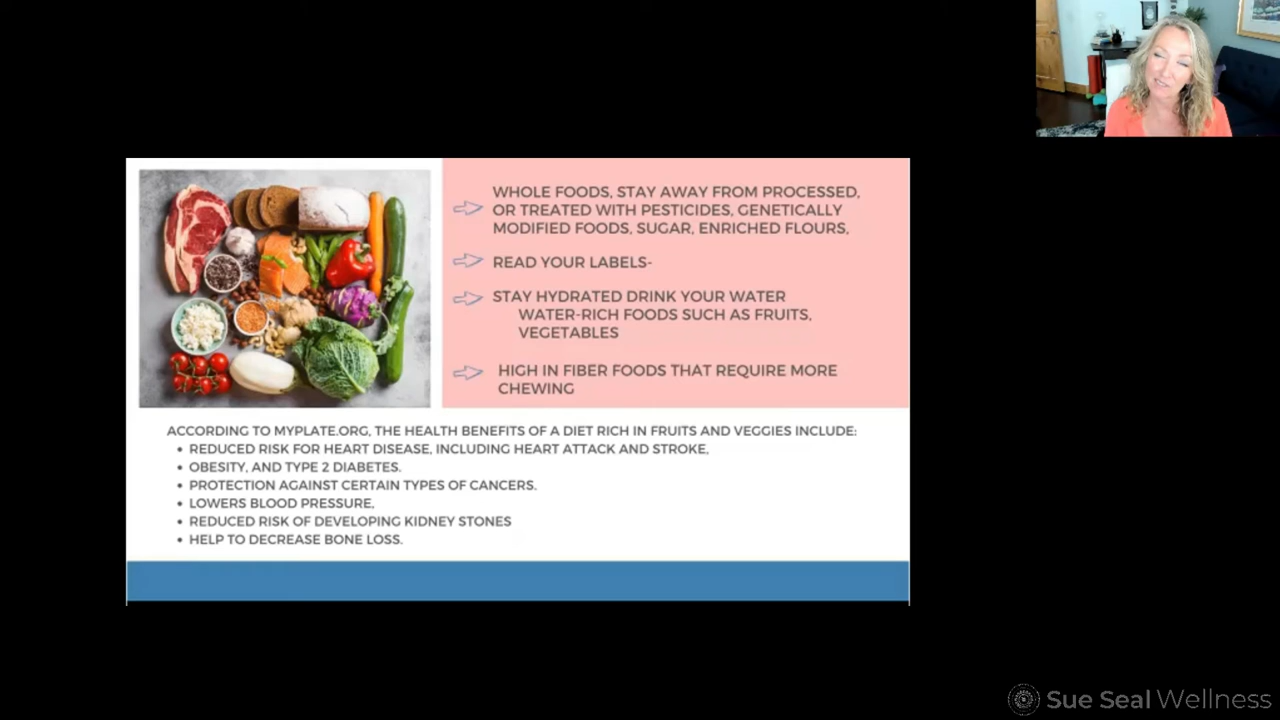 WHOLE FOODS, STAY AWAY FROM PROCESSED,
OR TREATED WITH PESTICIDES, GENETICALLY
MODIFIED FOODS, SUGAR, ENRICHED FLOURS,
READ YOUR LABELS-
STAY HYDRATED DRINK YOUR WATER
WATER-RICH FOODS SUCH AS FRUITS,
VEGETABLES
HIGH IN FIBER FOODS THAT REQUIRE MORE
CHEWING
ACCORDING TO MYPLATE.ORG, THE HEALTH BENEFITS OF A DIET RICH IN FRUITS AND VEGGIES INCLUDE:
• REDUCED RISK FOR HEART DISEASE, INCLUDING HEART ATTACK AND STROKE,
• OBESITY, AND TYPE 2 DIABETES.
• PROTECTION AGAINST CERTAIN TYPES OF CANCERS.
• LOWERS BLOOD PRESSURE,
• REDUCED RISK OF DEVELOPING KIDNEY STONES
• HELP TO DECREASE BONE LOSS.
Sue Seal Wellness